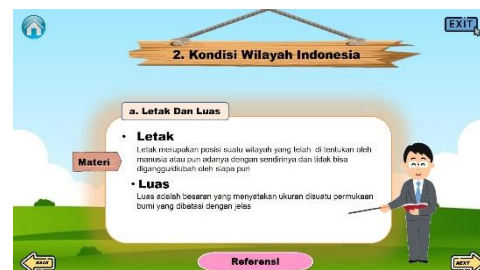 EXIT
2. Kondisi Wilayah Indonesia
a. Letak Dan Luas
• Letak
Letak merupakan posisi suatu wilayah yang telah di tentukan oleh
manusia atau pun adanya dengan sendirinya dan tidak bisa
diganggu/diubah oleh siapa pun
Materi
• Luas
Luas adalah besaran yang menyatakan ukuran disuatu permukaan
bumi yang dibatasi dengan jelas
BACK
Referensi
NEXT